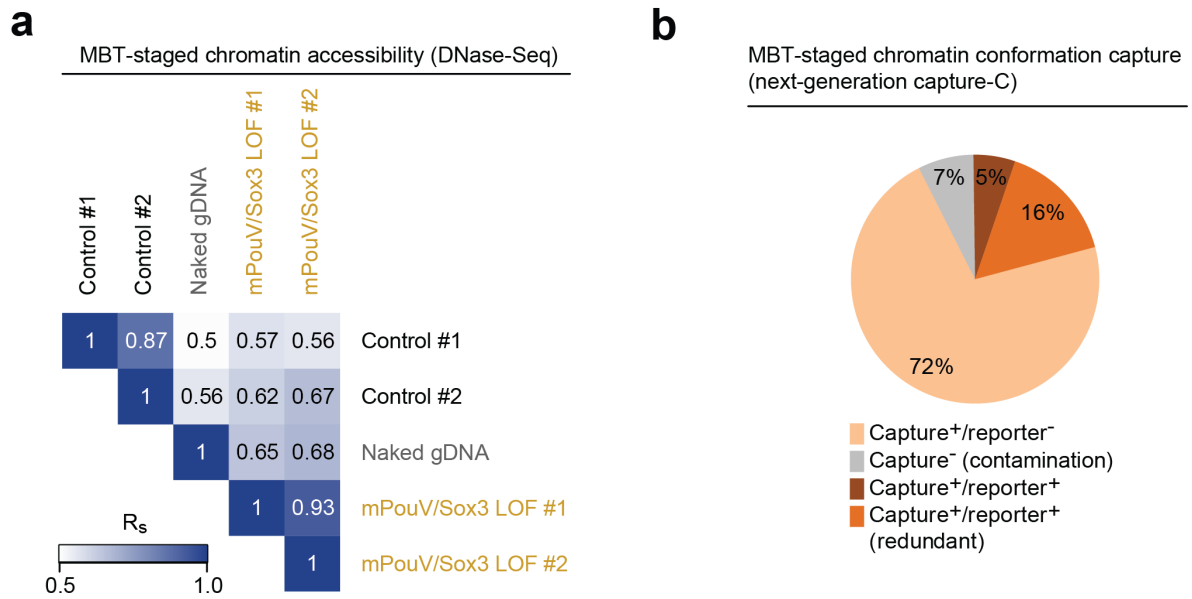 a
MBT-staged chromatin accessibility (DNase-Seq)
Control #1
Control #2
Naked gDNA
mPouV/Sox3 LOF #1
mPouV/Sox3 LOF #2
1 0.87 0.5 0.57 0.56 Control #1
1 0.56 0.62 0.67 Control #2
1 0.65 0.68 Naked gDNA
1 0.93 mPouV/Sox3 LOF #1
1 mPouV/Sox3 LOF #2
Rs
0.5 1.0
b
MBT-staged chromatin conformation capture
(next-generation capture-C)
7% 5%
16%
72%
Capture⁺/reporter⁻
Capture⁻ (contamination)
Capture⁺/reporter⁺
Capture⁺/reporter⁺
(redundant)